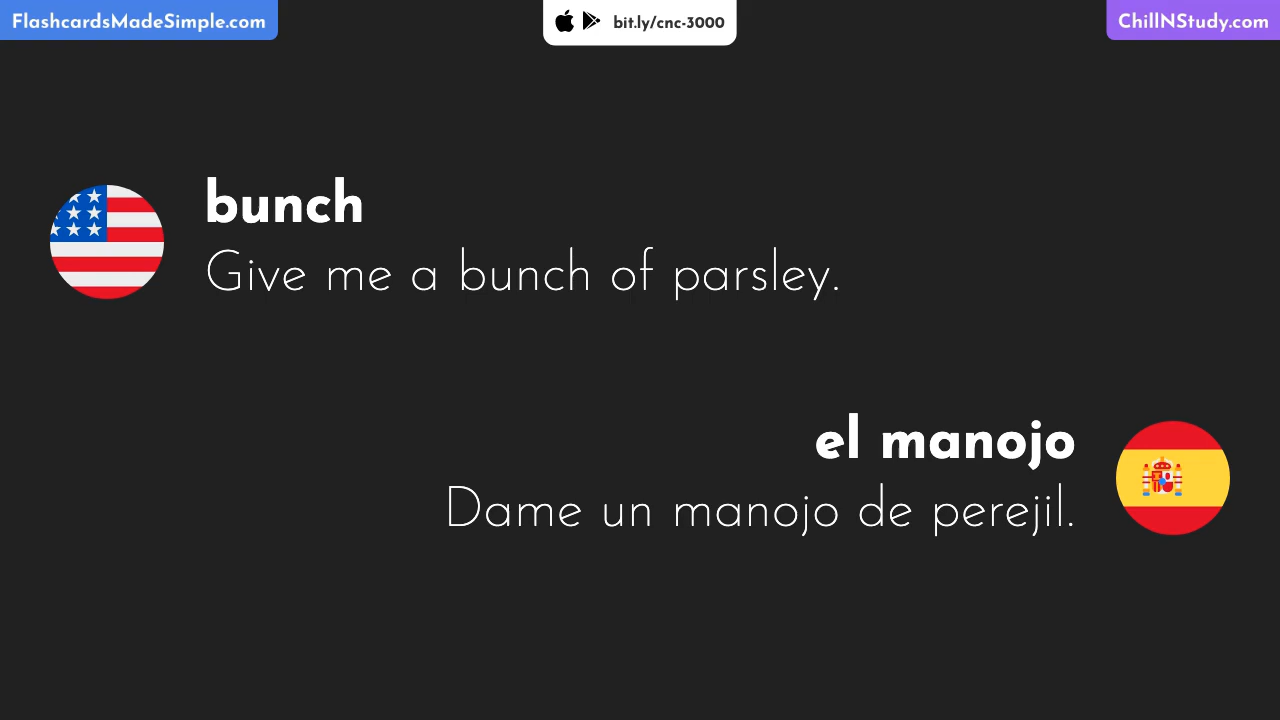 FlashcardsMadeSimple.com
bit.ly/cnc-3000
ChillNStudy.com
bunch
Give me a bunch of parsley.
el manojo
Dame un manojo de perejil.